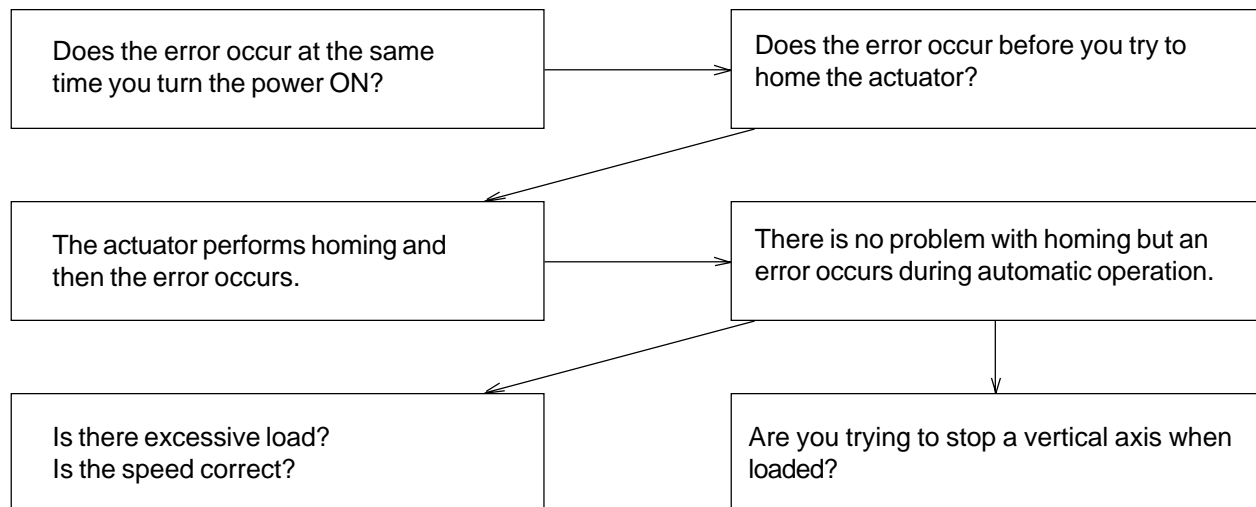 Does the error occur at the same
time you turn the power ON?
Does the error occur before you try to
home the actuator?
The actuator performs homing and
then the error occurs.
There is no problem with homing but an
error occurs during automatic operation.
Is there excessive load?
Is the speed correct?
Are you trying to stop a vertical axis when
loaded?